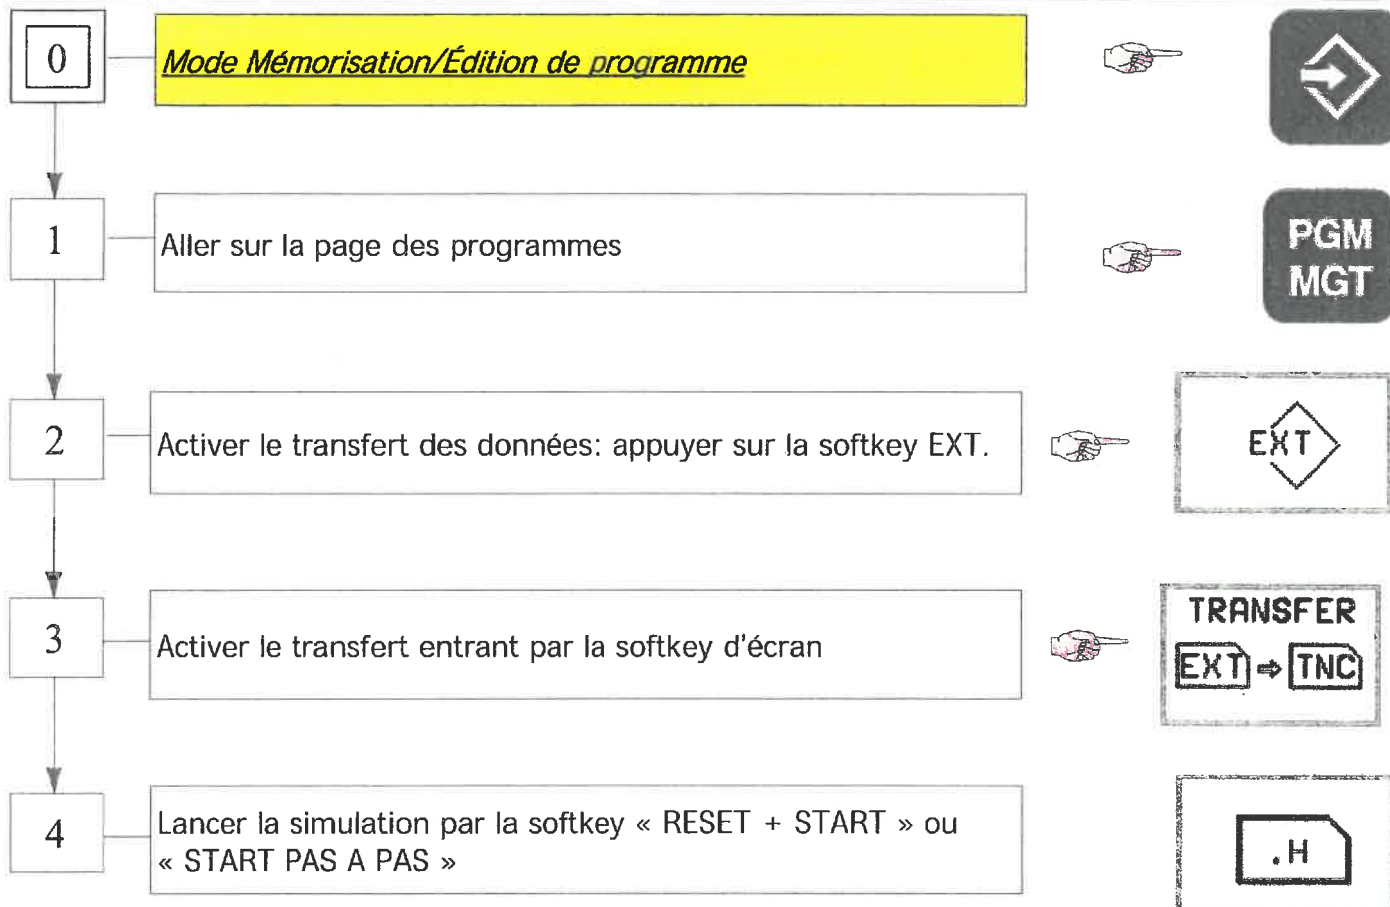 0
Mode Mémorisation/Édition de programme
1
Aller sur la page des programmes
PGM
MGT
2
Activer le transfert des données: appuyer sur la softkey EXT.
EXT
3
Activer le transfert entrant par la softkey d'écran
TRANSFER
EXT ⇒ TNC
4
Lancer la simulation par la softkey « RESET + START » ou
« START PAS A PAS »
.H